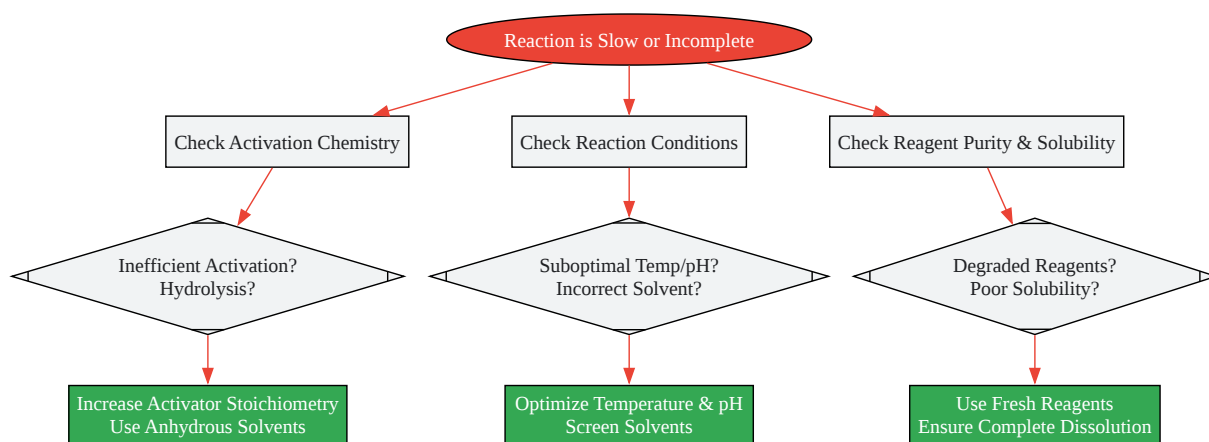 Reaction is Slow or Incomplete
Check Activation Chemistry
Check Reaction Conditions
Check Reagent Purity & Solubility
Inefficient Activation?
Hydrolysis?
Suboptimal Temp/pH?
Incorrect Solvent?
Degraded Reagents?
Poor Solubility?
Increase Activator Stoichiometry
Use Anhydrous Solvents
Optimize Temperature & pH
Screen Solvents
Use Fresh Reagents
Ensure Complete Dissolution